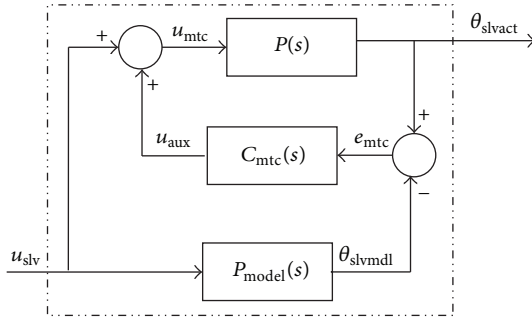 + u_mtc P(s) θ_slvact
+
+
u_aux C_mtc(s) e_mtc
−
u_slv P_model(s) θ_slvmdl